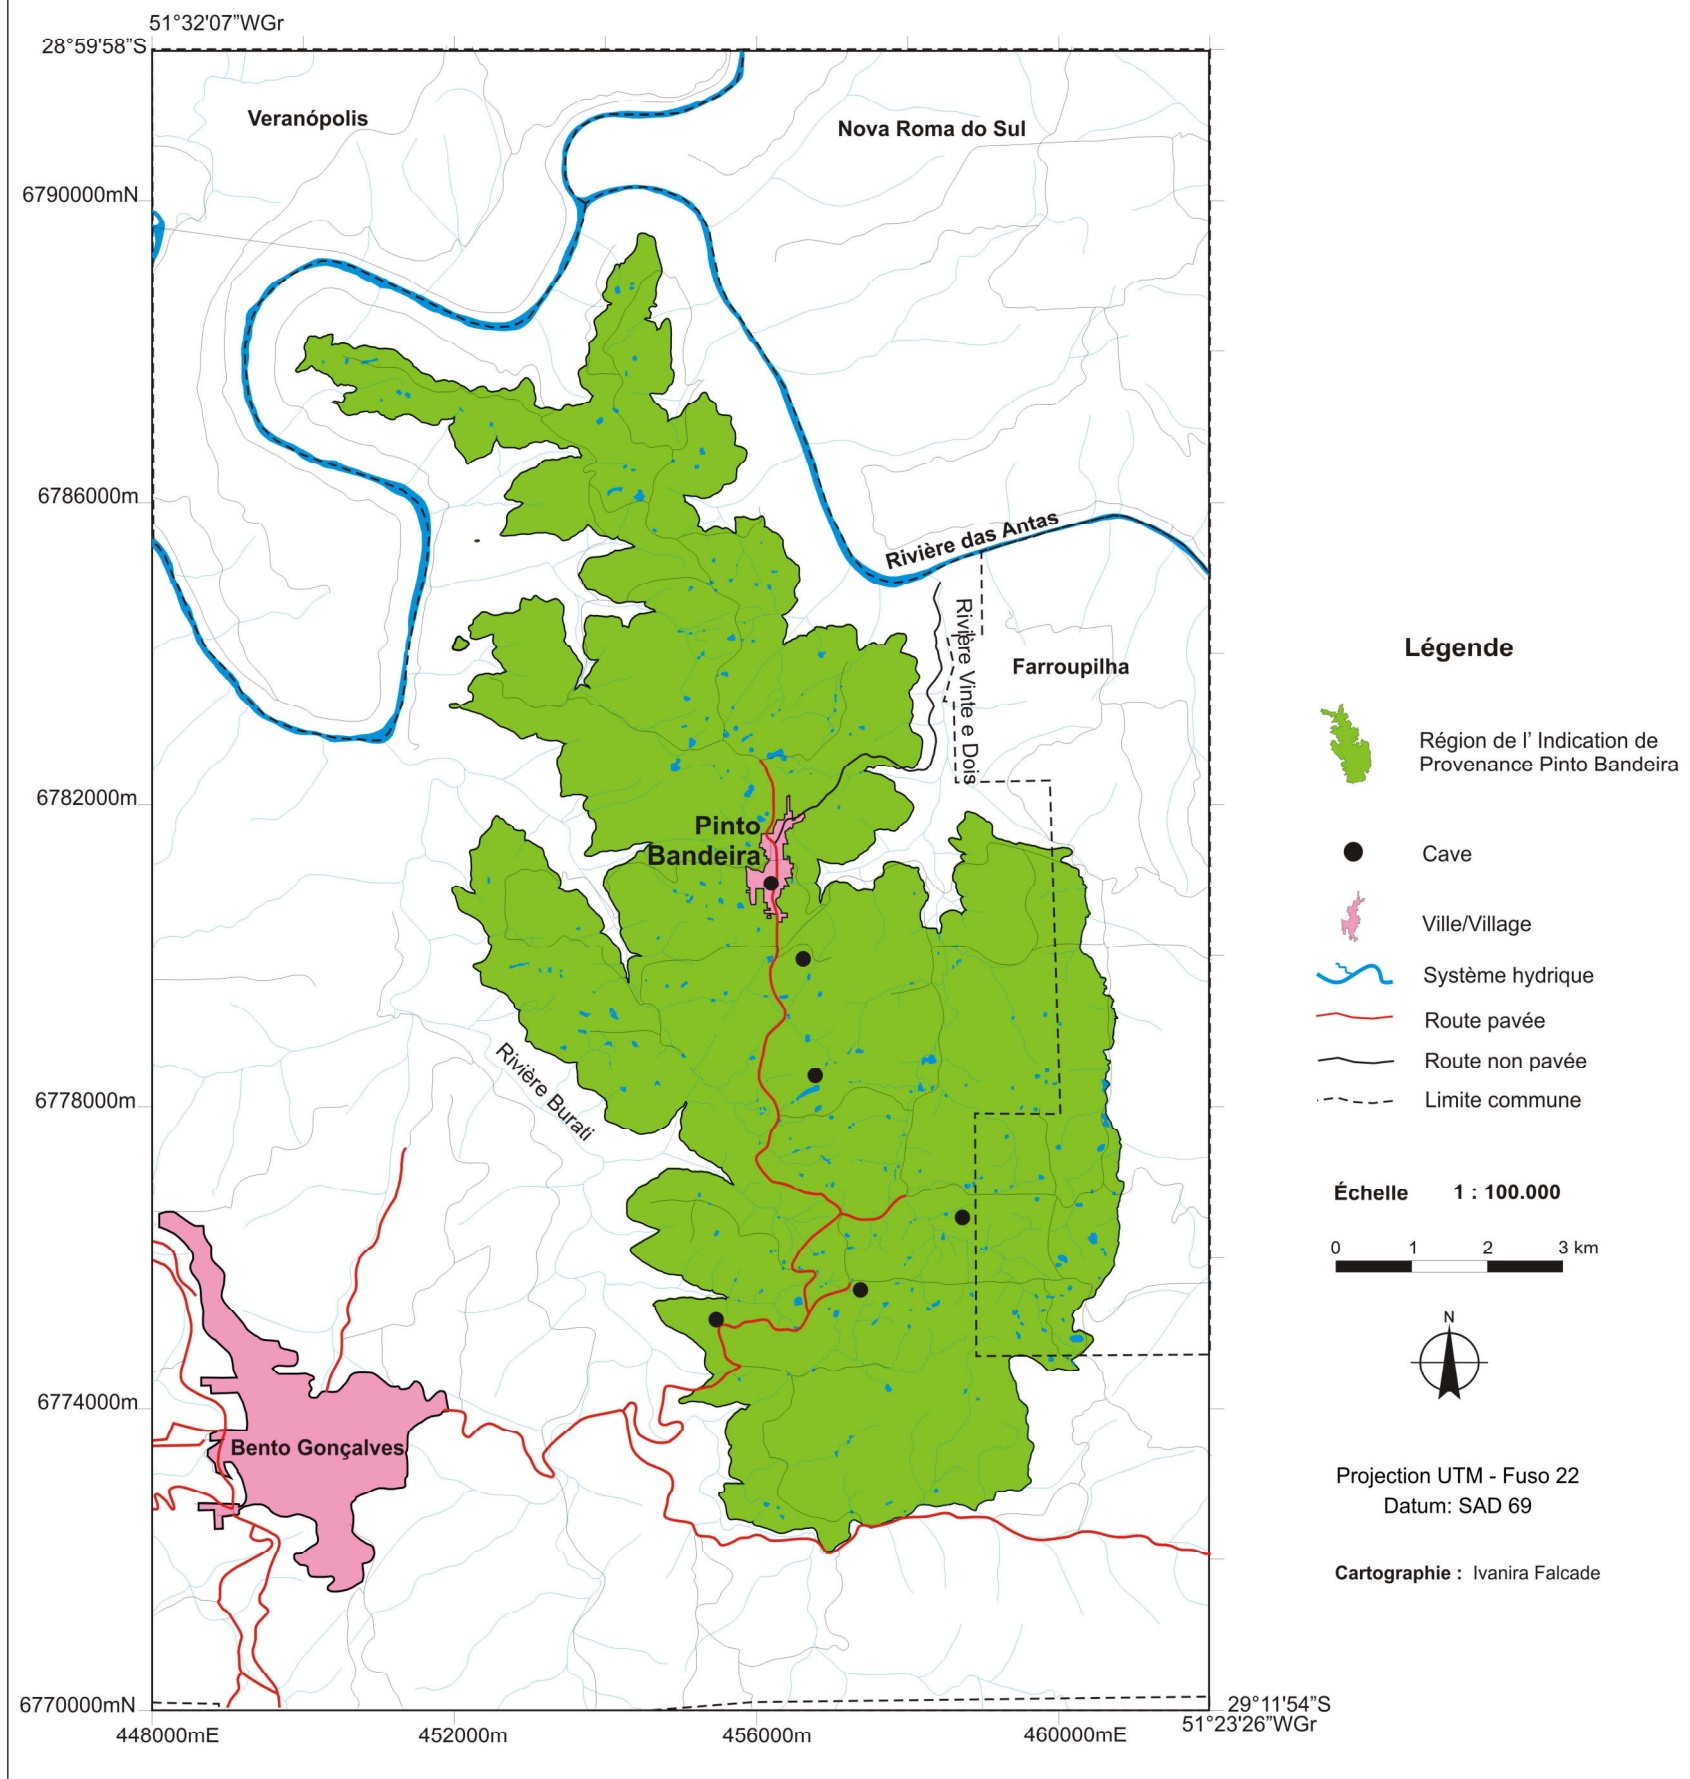 51°32'07”WGr
28°59'58”S
Veranópolis
Nova Roma do Sul
6790000mN
6786000m
Rivière das Antas
Rivière Vinte e Dois
Farroupilha
6782000m
Pinto
Bandeira
6778000m
Rivière Burati
6774000m
Bento Gonçalves
6770000mN
448000mE
452000m
456000m
460000mE
29°11'54”S
51°23'26”WGr
Légende
Région de l’ Indication de
Provenance Pinto Bandeira
Cave
Ville/Village
Système hydrique
Route pavée
Route non pavée
Limite commune
Échelle 1 : 100.000
0 1 2 3 km
N
Projection UTM - Fuso 22
Datum: SAD 69
Cartographie : Ivanira Falcade